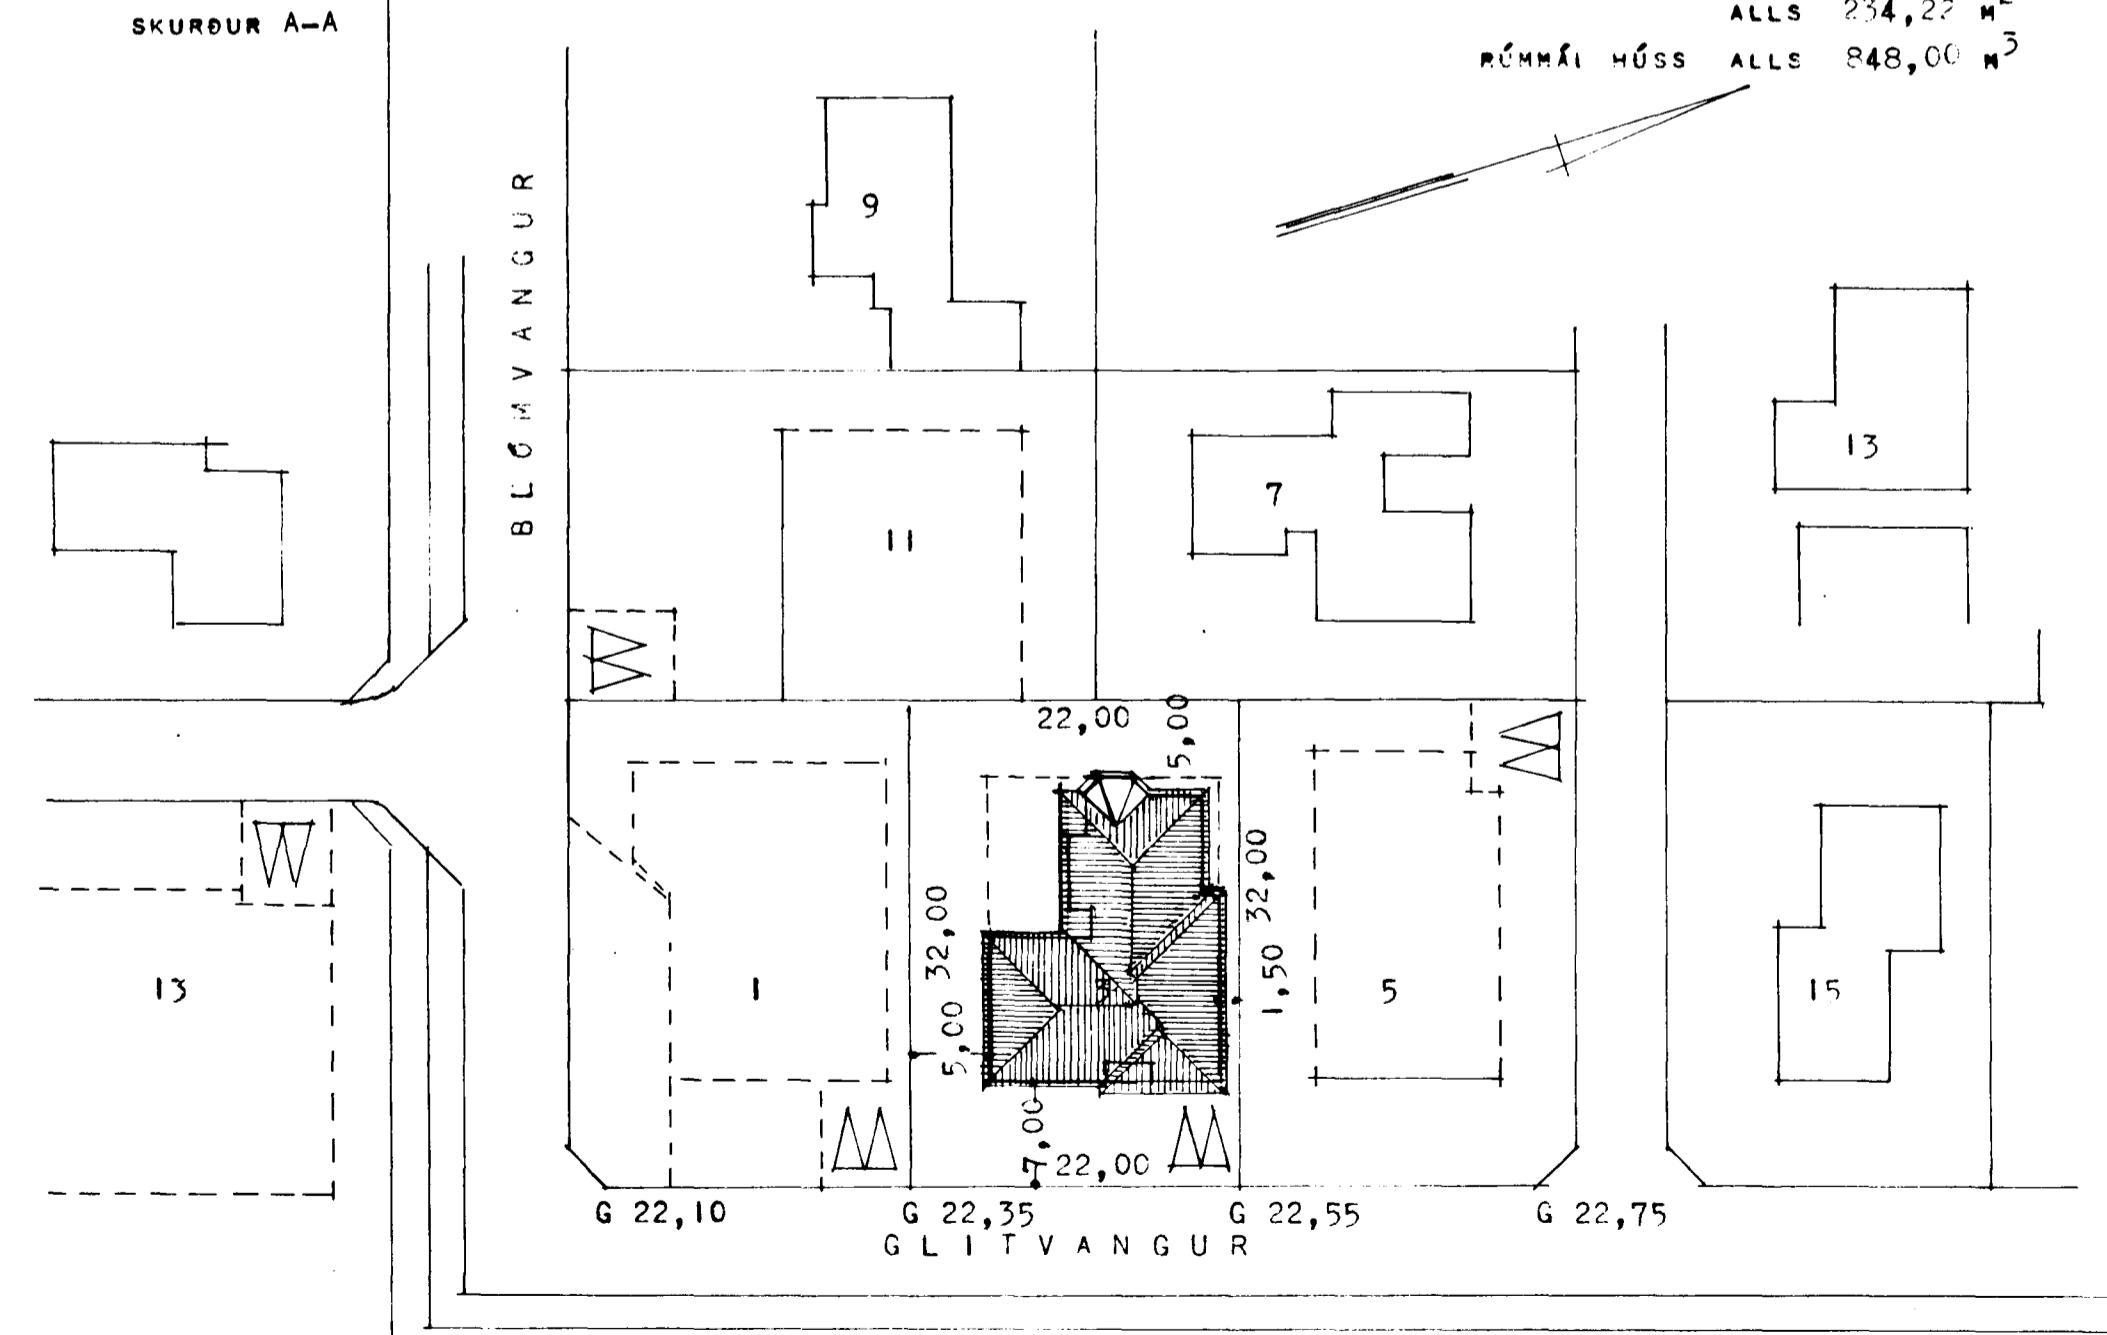 SKURÐUR A–A
ALLS 234,22 M²
RÚMMÁL HÚSS ALLS 848,00 M³
BLÓMVANGUR
9
13
7
11
22,00
5,00
32,00
32,00
13
1
3
1,50
5
15
5,00
7,00
22,00
G 22,10
G 22,35
G 22,55
G 22,75
GLITVANGUR